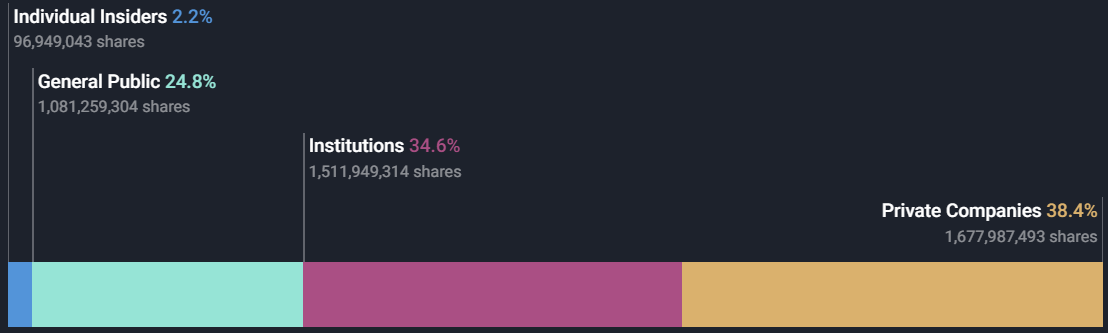 Individual Insiders 2.2%
96,949,043 shares
General Public 24.8%
1,081,259,304 shares
Institutions 34.6%
1,511,949,314 shares
Private Companies 38.4%
1,677,987,493 shares